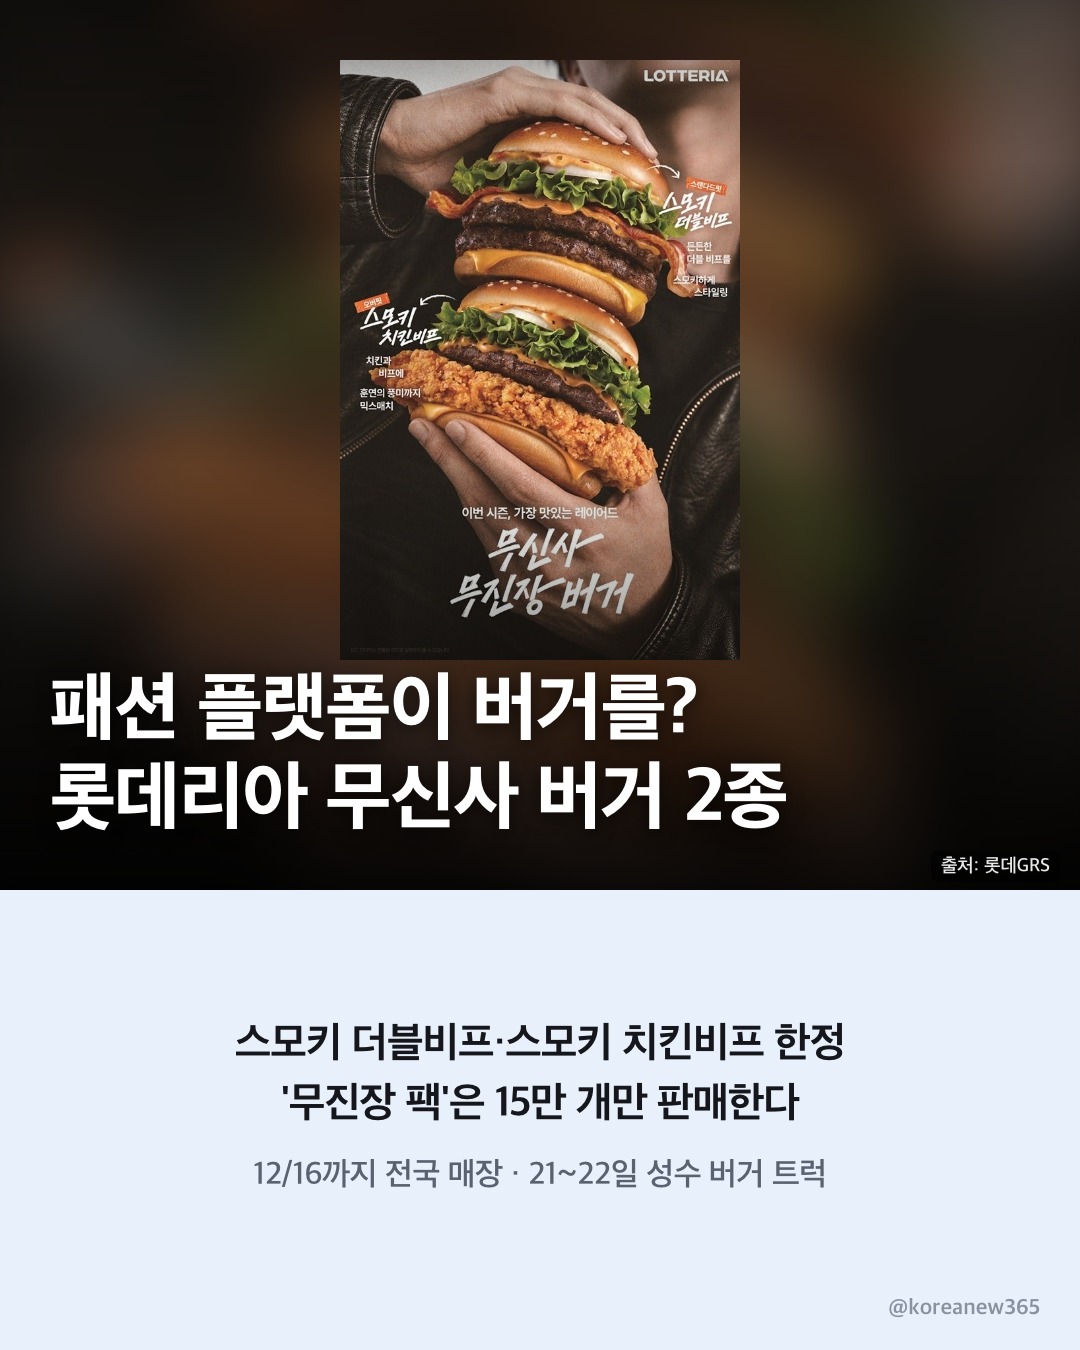 LOTTERIA
스탠다드핏
스모키
더블비프
든든한
더블 비프를
스모키하게
스타일링
오버핏
스모키
치킨비프
치킨과
비프에
훈연의 풍미까지
믹스매치
이번 시즌, 가장 맛있는 레이어드
무신사
무진장 버거
패션 플랫폼이 버거를?
롯데리아 무신사 버거 2종
출처: 롯데GRS
스모키 더블비프·스모키 치킨비프 한정
'무진장 팩'은 15만 개만 판매한다
12/16까지 전국 매장 · 21~22일 성수 버거 트럭
@koreanew365